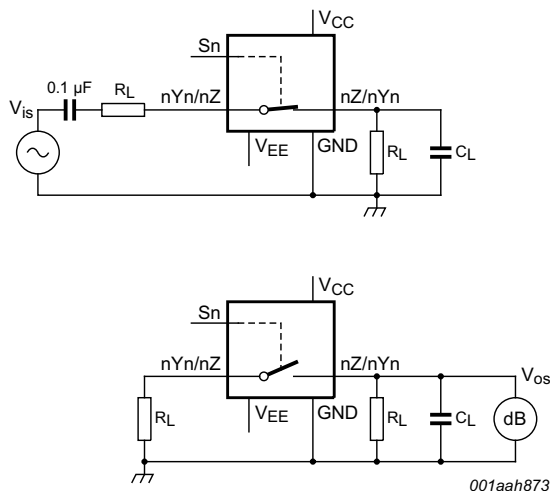 VCC
Sn
0.1 µF RL nYn/nZ nZ/nYn
Vis
RL CL
VEE GND
VCC
Sn
nYn/nZ nZ/nYn Vos
RL VEE GND RL CL dB
001aah873